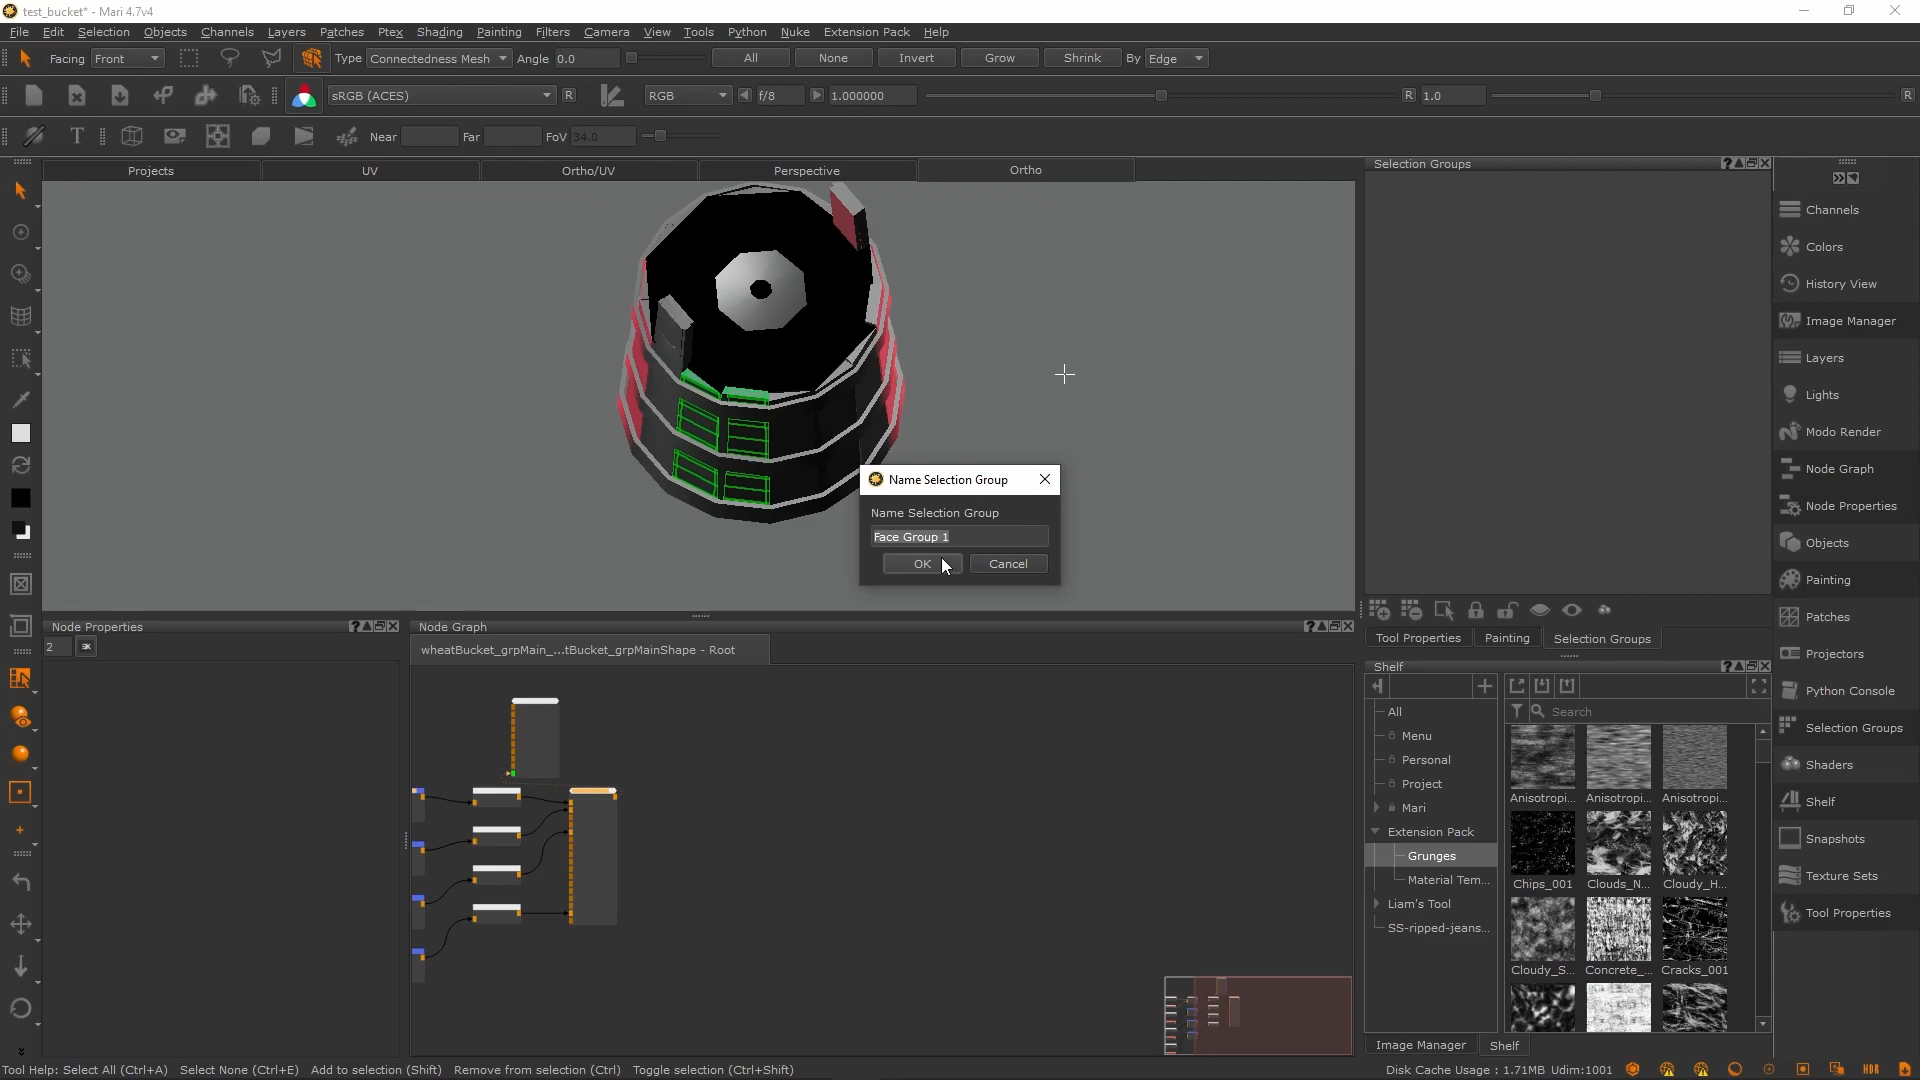 test_bucket* - Mari 4.7v4
File Edit Selection Objects Channels Layers Patches Ptex Shading Painting Filters Camera View Tools Python Nuke Extension Pack Help
Facing Front Type Connectedness Mesh Angle 0.0 All None Invert Grow Shrink By Edge
sRGB (ACES) R RGB f/8 1.000000 R 1.0 R
T Near Far FoV 34.0
Projects UV Ortho/UV Perspective Ortho
Selection Groups
Channels
Colors
History View
Image Manager
Layers
Lights
Modo Render
Node Graph
Node Properties
Objects
Painting
Patches
Projectors
Python Console
Selection Groups
Shaders
Shelf
Snapshots
Texture Sets
Tool Properties
Name Selection Group
Name Selection Group
Face Group 1
OK Cancel
Tool Properties Painting Selection Groups
Node Properties
2
Node Graph
wheatBucket_grpMain_...tBucket_grpMainShape - Root
Shelf
Search
All
Menu
Personal
Project
Mari
Extension Pack
Grunges
Material Tem...
Liam's Tool
SS-ripped-jeans...
Anisotropi... Anisotropi... Anisotropi...
Chips_001 Clouds_N... Cloudy_H...
Cloudy_S... Concrete_... Cracks_001
Image Manager Shelf
Tool Help: Select All (Ctrl+A) Select None (Ctrl+E) Add to selection (Shift) Remove from selection (Ctrl) Toggle selection (Ctrl+Shift)
Disk Cache Usage : 1.71MB Udim:1001 HDR